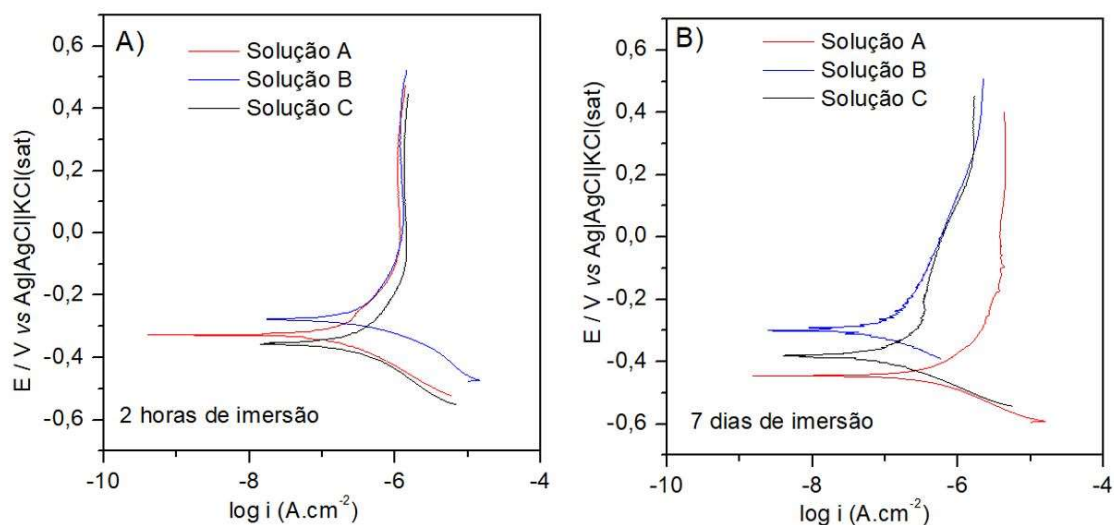 A)
Solução A
Solução B
Solução C
0,6
0,4
0,2
0,0
-0,2
-0,4
-0,6
E / V vs Ag|AgCl|KCl(sat)
2 horas de imersão
-10
-8
-6
-4
log i (A.cm-2)
B)
Solução A
Solução B
Solução C
0,6
0,4
0,2
0,0
-0,2
-0,4
-0,6
E / V vs Ag|AgCl|KCl(sat)
7 dias de imersão
-10
-8
-6
-4
log i (A.cm-2)